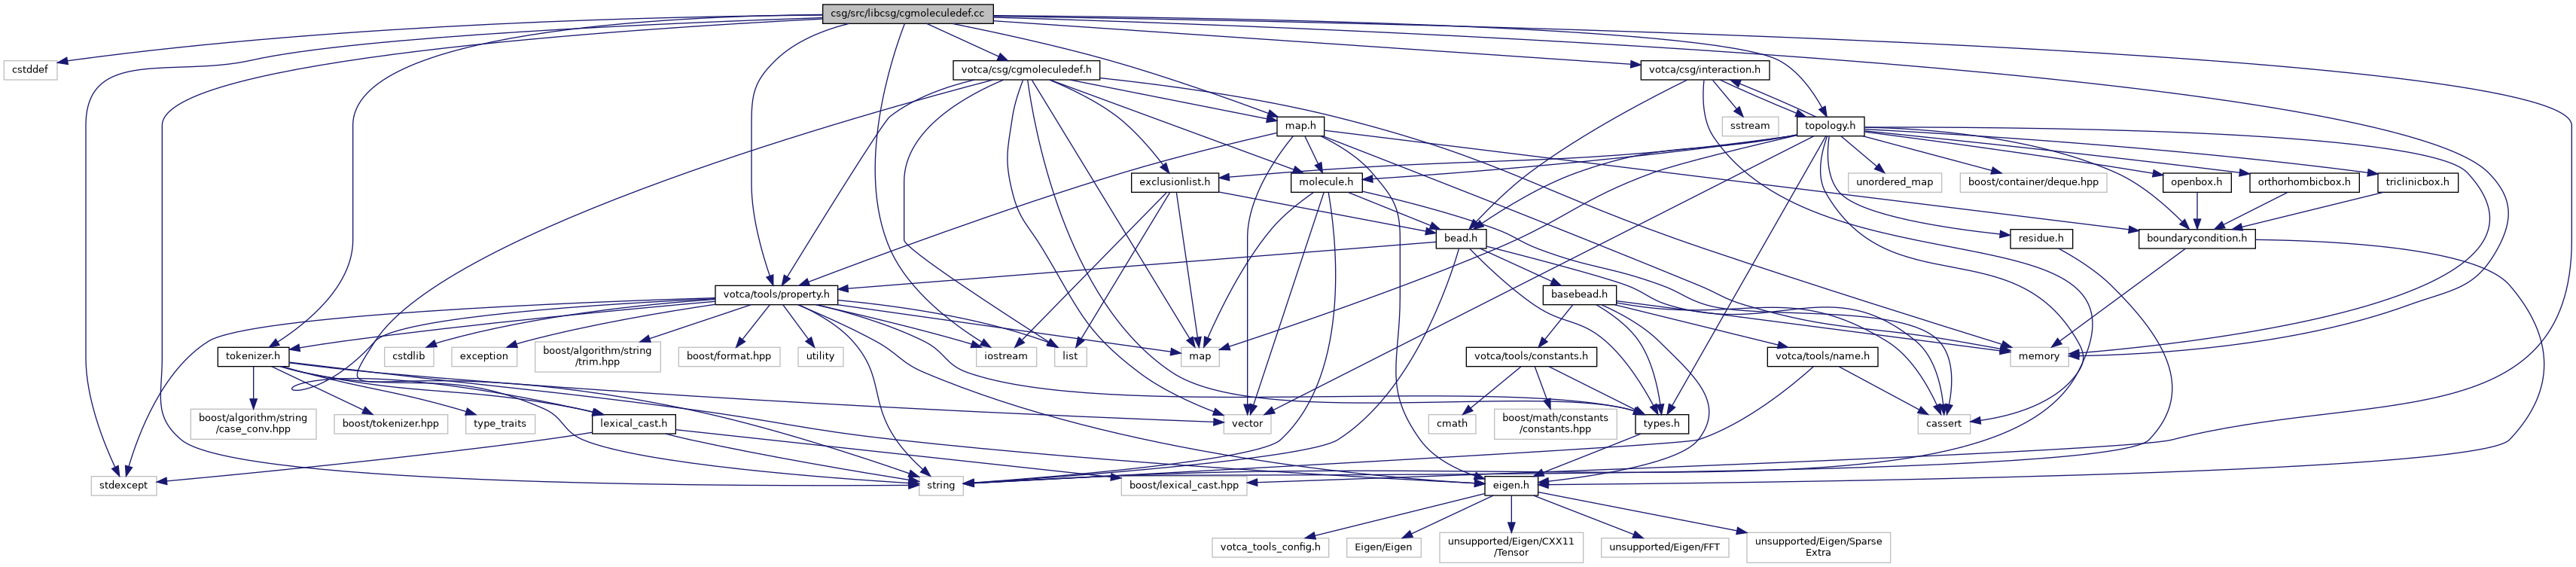 csg/src/libcsg/cgmoleculedef.cc
cstddef
votca/csg/cgmoleculedef.h
votca/csg/interaction.h
map.h
sstream
topology.h
exclusionlist.h
molecule.h
unordered_map
boost/container/deque.hpp
openbox.h
orthorhombicbox.h
triclinicbox.h
bead.h
residue.h
boundarycondition.h
votca/tools/property.h
basebead.h
tokenizer.h
cstdlib
exception
boost/algorithm/string
/trim.hpp
boost/format.hpp
utility
iostream
list
map
votca/tools/constants.h
votca/tools/name.h
memory
boost/algorithm/string
/case_conv.hpp
boost/tokenizer.hpp
type_traits
lexical_cast.h
vector
cmath
boost/math/constants
/constants.hpp
types.h
cassert
stdexcept
string
boost/lexical_cast.hpp
eigen.h
votca_tools_config.h
Eigen/Eigen
unsupported/Eigen/CXX11
/Tensor
unsupported/Eigen/FFT
unsupported/Eigen/Sparse
Extra